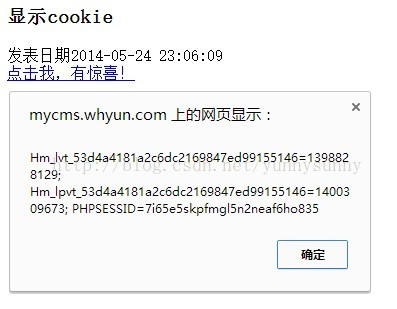 显示cookie
发表日期2014-05-24 23:06:09
点击我，有惊喜！
mycms.whyun.com 上的网页显示：
Hm_lvt_53d4a4181a2c6dc2169847ed99155146=139882
8129;
http://blog.csdn.net/yunnysunny
Hm_lpvt_53d4a4181a2c6dc2169847ed99155146=1400
309673; PHPSESSID=7i65e5skpfmgl5n2neaf6ho835
确定